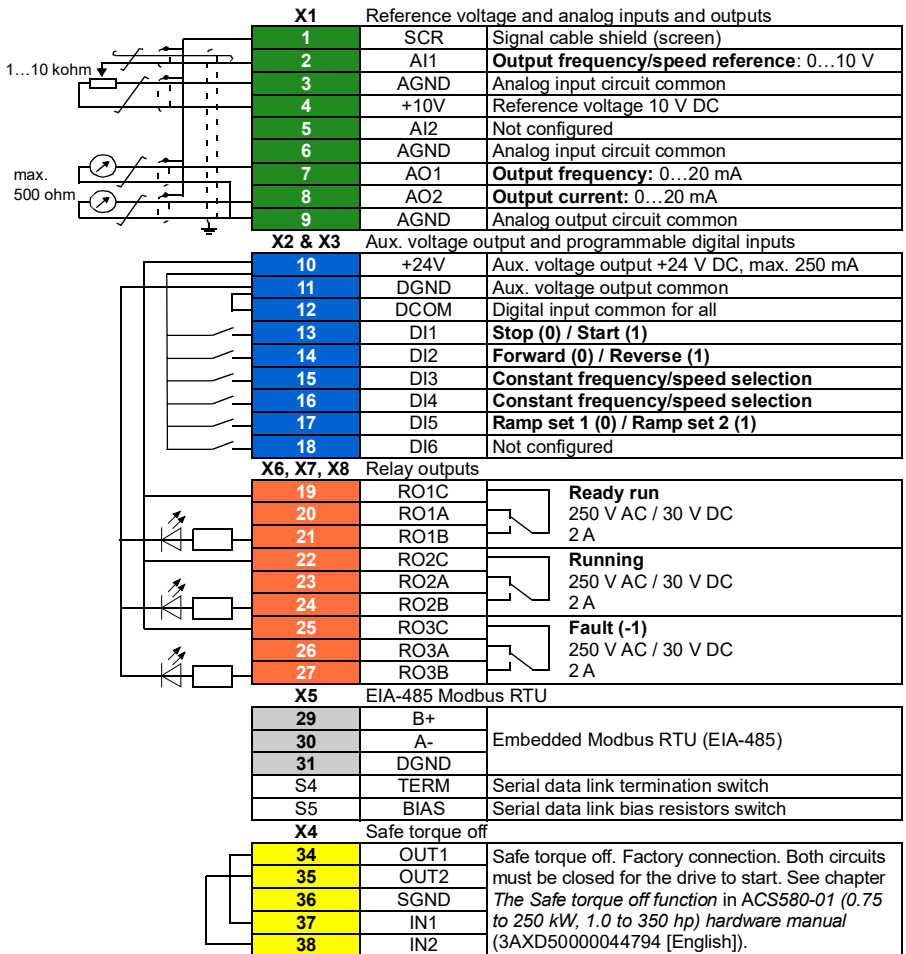 X1 Reference voltage and analog inputs and outputs
1 SCR Signal cable shield (screen)
2 AI1 Output frequency/speed reference: 0…10 V
1…10 kohm
3 AGND Analog input circuit common
4 +10V Reference voltage 10 V DC
5 AI2 Not configured
6 AGND Analog input circuit common
max.
500 ohm
7 AO1 Output frequency: 0…20 mA
8 AO2 Output current: 0…20 mA
9 AGND Analog output circuit common
X2 & X3 Aux. voltage output and programmable digital inputs
10 +24V Aux. voltage output +24 V DC, max. 250 mA
11 DGND Aux. voltage output common
12 DCOM Digital input common for all
13 DI1 Stop (0) / Start (1)
14 DI2 Forward (0) / Reverse (1)
15 DI3 Constant frequency/speed selection
16 DI4 Constant frequency/speed selection
17 DI5 Ramp set 1 (0) / Ramp set 2 (1)
18 DI6 Not configured
X6, X7, X8 Relay outputs
19 RO1C Ready run
20 RO1A 250 V AC / 30 V DC
21 RO1B 2 A
22 RO2C Running
23 RO2A 250 V AC / 30 V DC
24 RO2B 2 A
25 RO3C Fault (-1)
26 RO3A 250 V AC / 30 V DC
27 RO3B 2 A
X5 EIA-485 Modbus RTU
29 B+
30 A- Embedded Modbus RTU (EIA-485)
31 DGND
S4 TERM Serial data link termination switch
S5 BIAS Serial data link bias resistors switch
X4 Safe torque off
34 OUT1 Safe torque off. Factory connection. Both circuits
35 OUT2 must be closed for the drive to start. See chapter
36 SGND The Safe torque off function in ACS580-01 (0.75
37 IN1 to 250 kW, 1.0 to 350 hp) hardware manual
38 IN2 (3AXD50000044794 [English]).